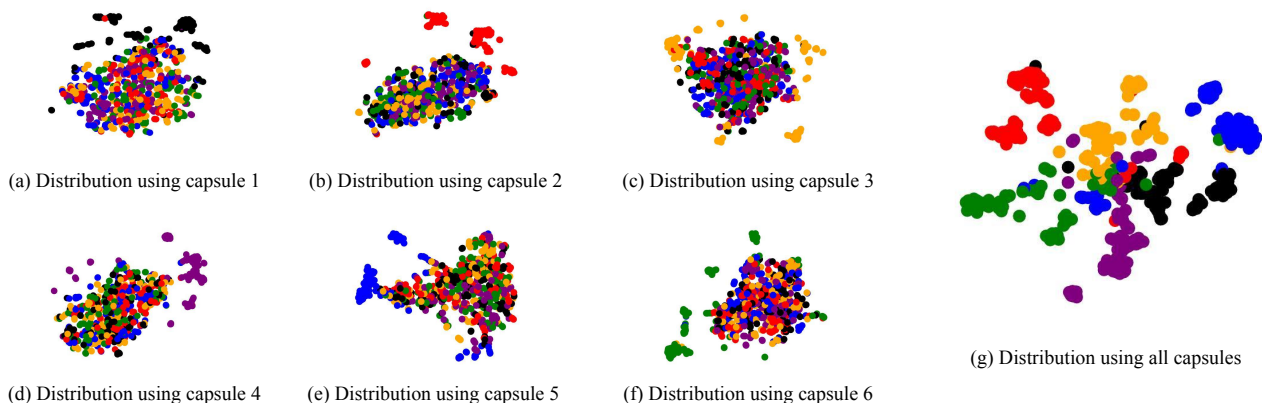 (a) Distribution using capsule 1
(b) Distribution using capsule 2
(c) Distribution using capsule 3
(d) Distribution using capsule 4
(e) Distribution using capsule 5
(f) Distribution using capsule 6
(g) Distribution using all capsules